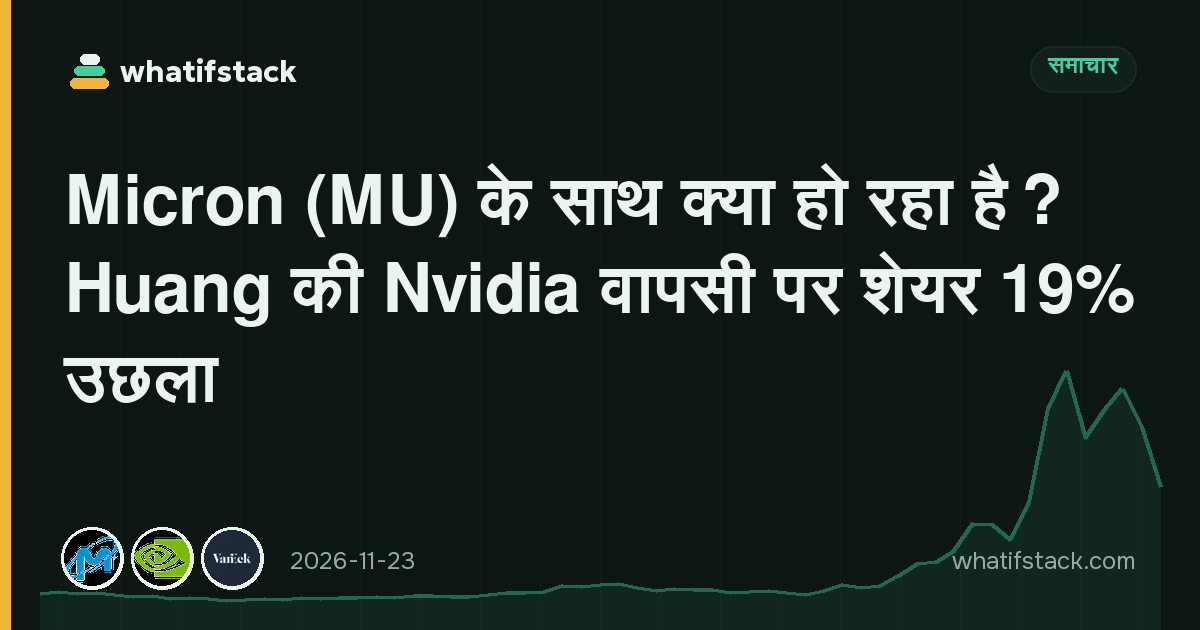 whatifstack
समाचार
Micron (MU) के साथ क्या हो रहा है?
Huang की Nvidia वापसी पर शेयर 19%
उछला
VanEck
2026-11-23
whatifstack.com